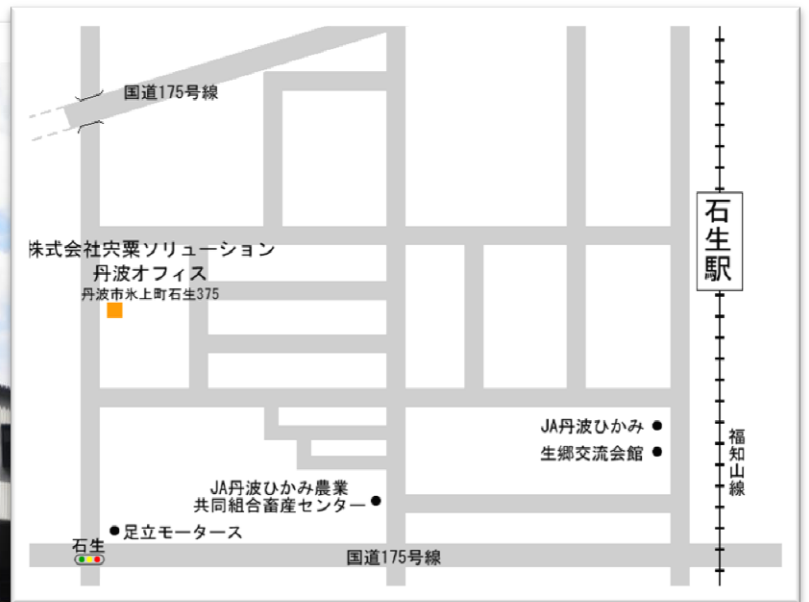 国道175号線
株式会社宍粟ソリューション
丹波オフィス
丹波市氷上町石生375
石生駅
JA丹波ひかみ
生郷交流会館
福知山線
JA丹波ひかみ農業
共同組合畜産センター
足立モータース
石生
国道175号線